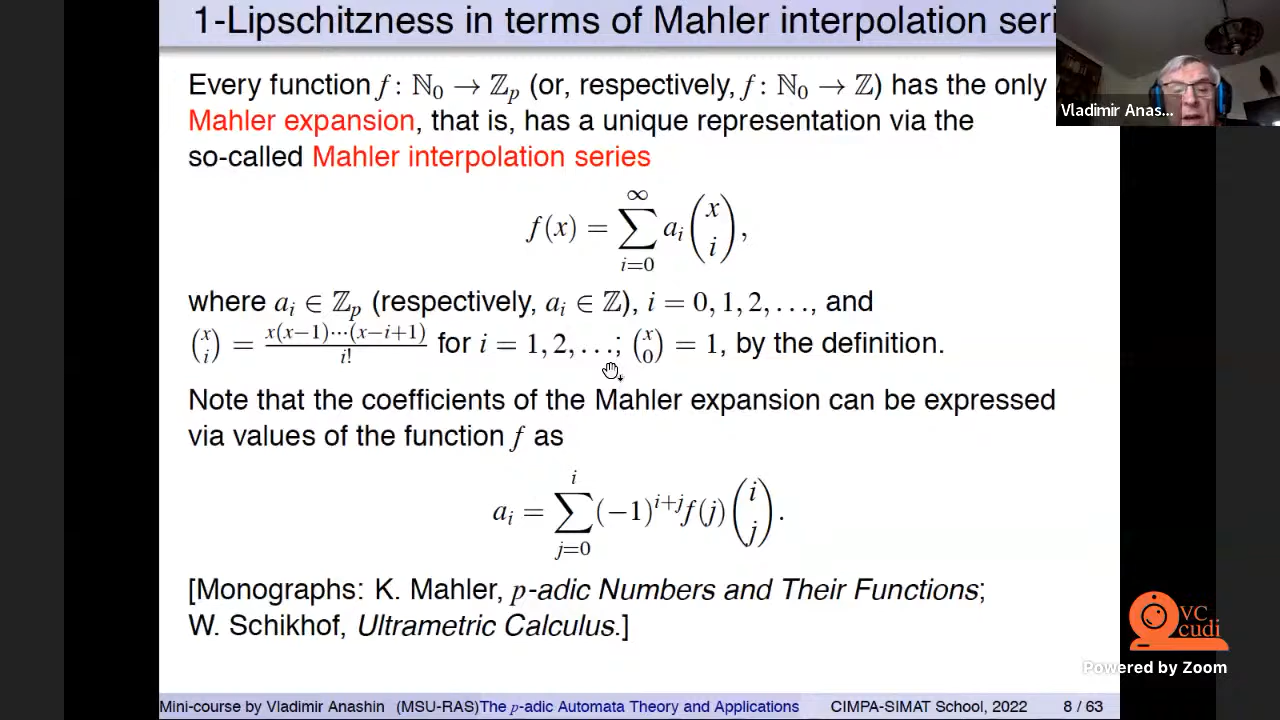 1-Lipschitzness in terms of Mahler interpolation seri
Every function f : ℕ₀ → ℤₚ (or, respectively, f : ℕ₀ → ℤ) has the only
Mahler expansion, that is, has a unique representation via the
so-called Mahler interpolation series
f(x) = ∑_{i=0}^{∞} a_i \binom{x}{i},
where a_i ∈ ℤₚ (respectively, a_i ∈ ℤ), i = 0, 1, 2, . . ., and
\binom{x}{i} = \frac{x(x−1)⋯(x−i+1)}{i!} for i = 1, 2, . . .; \binom{x}{0} = 1, by the definition.
Note that the coefficients of the Mahler expansion can be expressed
via values of the function f as
a_i = ∑_{j=0}^{i} (−1)^{i+j} f(j) \binom{i}{j}.
[Monographs: K. Mahler, p-adic Numbers and Their Functions;
W. Schikhof, Ultrametric Calculus.]
Mini-course by Vladimir Anashin (MSU-RAS) The p-adic Automata Theory and Applications CIMPA-SIMAT School, 2022 8 / 63
Vladimir Anas...
VC
cudi
Powered by Zoom